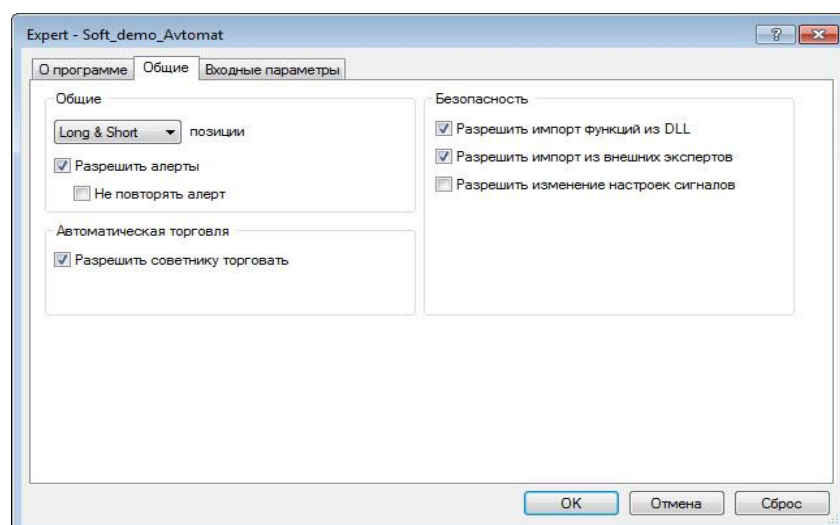 Expert - Soft_demo_Avtomat
О программе
Общие
Входные параметры
Общие
Long & Short
позиции
Разрешить алерты
Не повторять алерт
Автоматическая торговля
Разрешить советнику торговать
Безопасность
Разрешить импорт функций из DLL
Разрешить импорт из внешних экспертов
Разрешить изменение настроек сигналов
OK
Отмена
Сброс